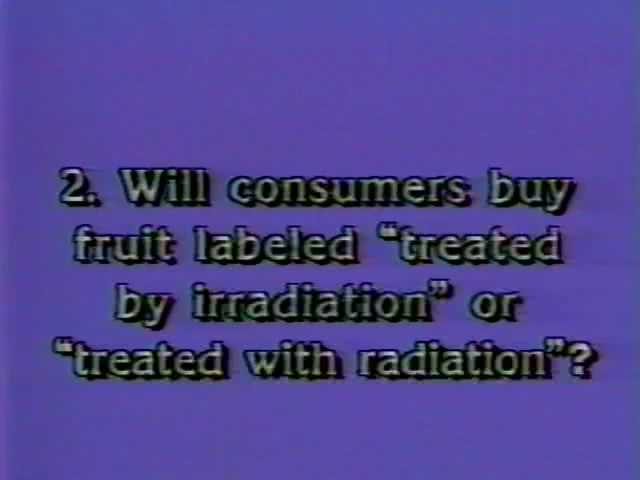 2. Will consumers buy
fruit labeled “treated
by irradiation” or
“treated with radiation”?